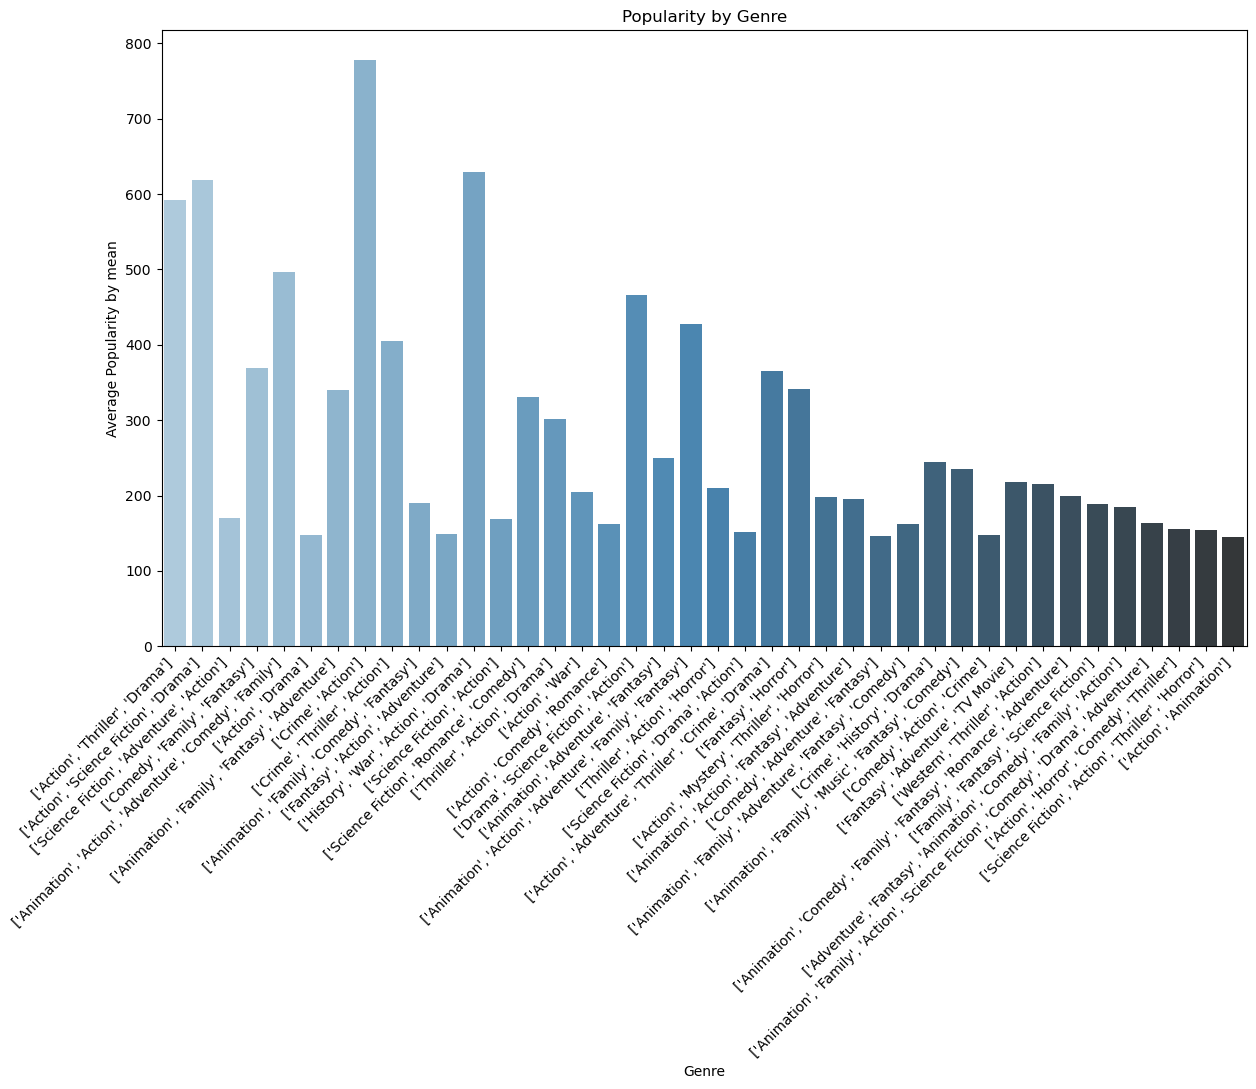 Popularity by Genre
Average Popularity by mean
800
700
600
500
400
300
200
100
0
['Action', 'Thriller', 'Drama']
['Action', 'Science Fiction', 'Drama']
['Science Fiction', 'Adventure', 'Action']
['Comedy', 'Family', 'Fantasy']
['Animation', 'Action', 'Adventure', 'Comedy', 'Family']
['Action', 'Drama']
['Animation', 'Family', 'Fantasy', 'Adventure']
['Crime', 'Action']
['Crime', 'Thriller', 'Action']
['Animation', 'Family', 'Comedy', 'Fantasy']
['Fantasy', 'Action', 'Adventure']
['History', 'War', 'Action', 'Drama']
['Science Fiction', 'Action']
['Science Fiction', 'Romance', 'Comedy']
['Thriller', 'Action', 'Drama']
['Action', 'War']
['Action', 'Comedy', 'Romance']
['Drama', 'Science Fiction', 'Action']
['Animation', 'Adventure', 'Fantasy']
['Animation', 'Action', 'Adventure', 'Family', 'Fantasy']
['Thriller', 'Action', 'Horror']
['Science Fiction', 'Drama', 'Action']
['Action', 'Adventure', 'Thriller', 'Crime', 'Drama']
['Fantasy', 'Horror']
['Action', 'Mystery', 'Thriller', 'Horror']
['Animation', 'Action', 'Fantasy', 'Adventure']
['Comedy', 'Adventure', 'Fantasy']
['Animation', 'Family', 'Adventure', 'Fantasy', 'Comedy']
['Crime', 'History', 'Drama']
['Animation', 'Family', 'Music', 'Fantasy', 'Comedy']
['Comedy', 'Action', 'Crime']
['Fantasy', 'Adventure', 'TV Movie']
['Western', 'Thriller', 'Action']
['Animation', 'Comedy', 'Family', 'Fantasy', 'Romance', 'Adventure']
['Family', 'Fantasy', 'Science Fiction']
['Adventure', 'Fantasy', 'Animation', 'Comedy', 'Family', 'Action']
['Animation', 'Family', 'Action', 'Science Fiction', 'Comedy', 'Drama', 'Adventure']
['Action', 'Horror', 'Comedy', 'Thriller']
['Science Fiction', 'Action', 'Thriller', 'Horror']
['Action', 'Animation']
Genre